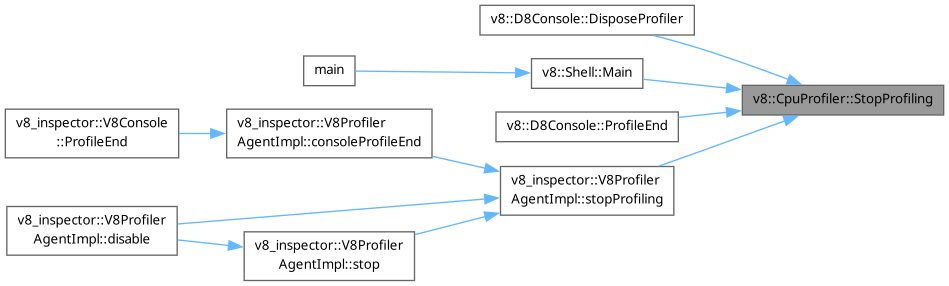 v8::D8Console::DisposeProfiler
main
v8::Shell::Main
v8::CpuProfiler::StopProfiling
v8_inspector::V8Console
::ProfileEnd
v8_inspector::V8Profiler
AgentImpl::consoleProfileEnd
v8::D8Console::ProfileEnd
v8_inspector::V8Profiler
AgentImpl::stopProfiling
v8_inspector::V8Profiler
AgentImpl::disable
v8_inspector::V8Profiler
AgentImpl::stop